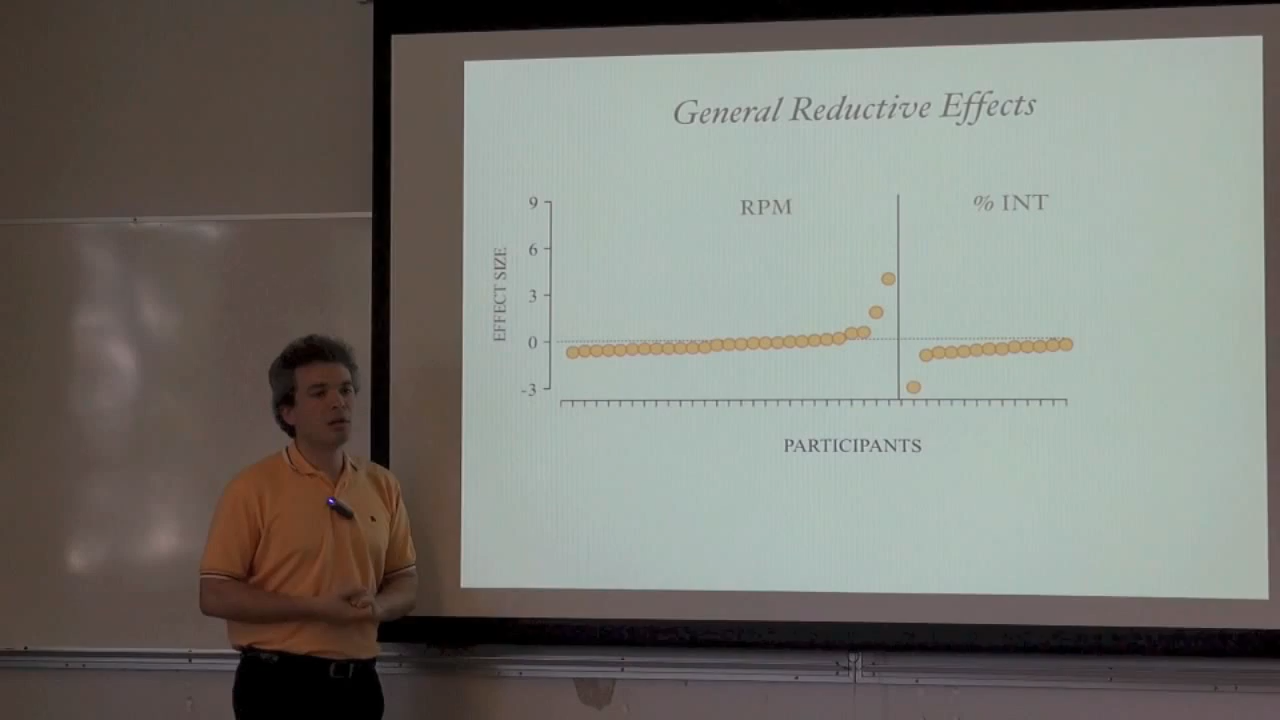 General Reductive Effects
RPM
% INT
9
6
3
0
-3
EFFECT SIZE
PARTICIPANTS